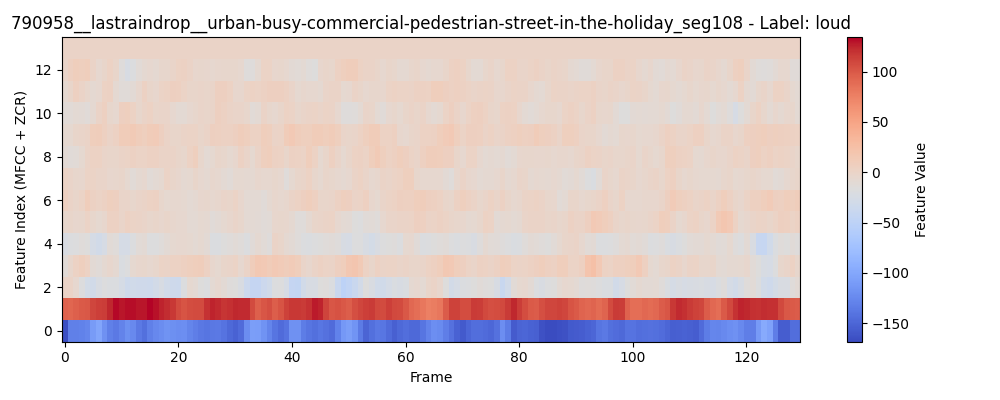 790958__lastraindrop__urban-busy-commercial-pedestrian-street-in-the-holiday_seg108 - Label: loud
Feature Index (MFCC + ZCR)
12
10
8
6
4
2
0
0 20 40 60 80 100 120
Frame
100
50
0
−50
−100
−150
Feature Value